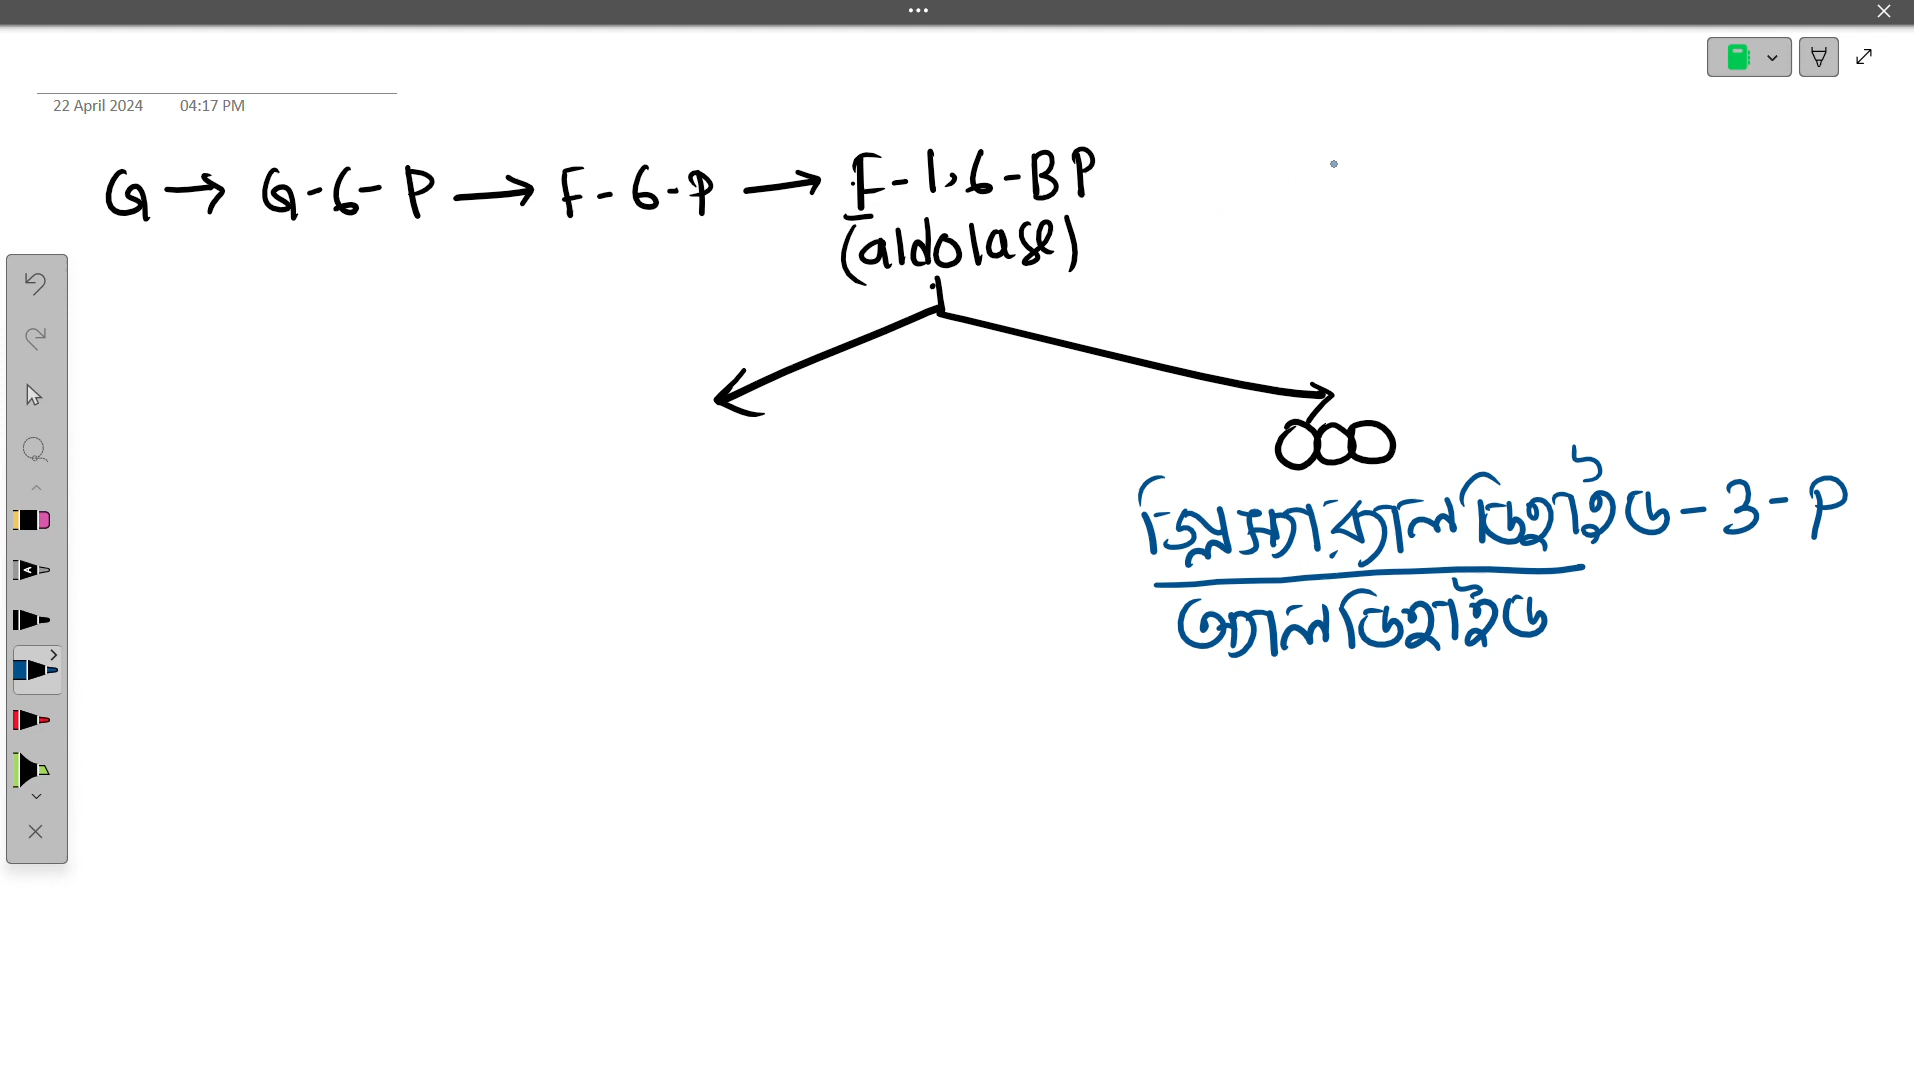 22 April 2024 04:17 PM
G → G-6-P → F-6-P → F-1,6-BP
(aldolase)
গ্লিসার‍্যালডিহাইড-3-P
অ্যালডিহাইড